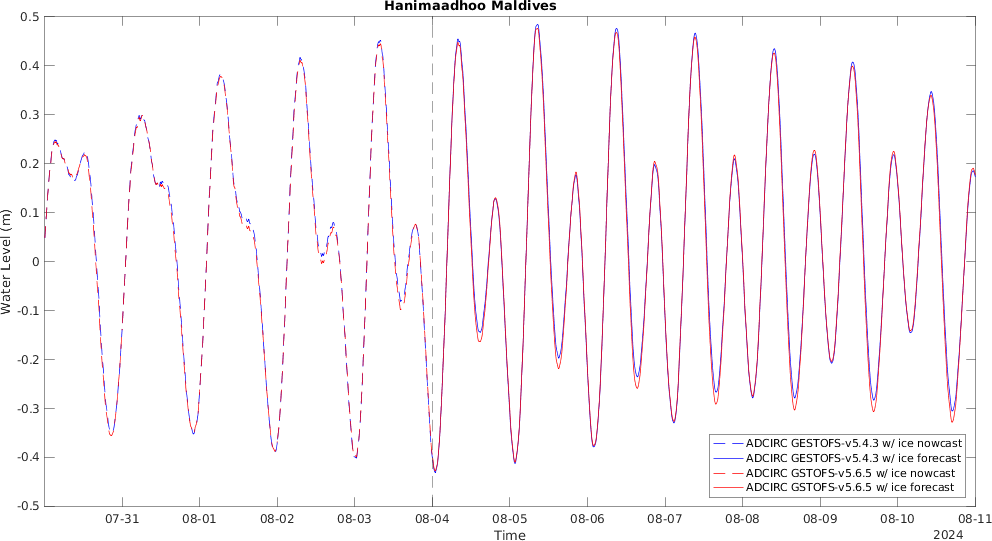 Hanimaadhoo Maldives
0.5
0.4
0.3
0.2
0.1
0
-0.1
-0.2
-0.3
-0.4
-0.5
Water Level (m)
ADCIRC GESTOFS-v5.4.3 w/ ice nowcast
ADCIRC GESTOFS-v5.4.3 w/ ice forecast
ADCIRC GSTOFS-v5.6.5 w/ ice nowcast
ADCIRC GSTOFS-v5.6.5 w/ ice forecast
07-31 08-01 08-02 08-03 08-04 08-05 08-06 08-07 08-08 08-09 08-10 08-11
Time
2024